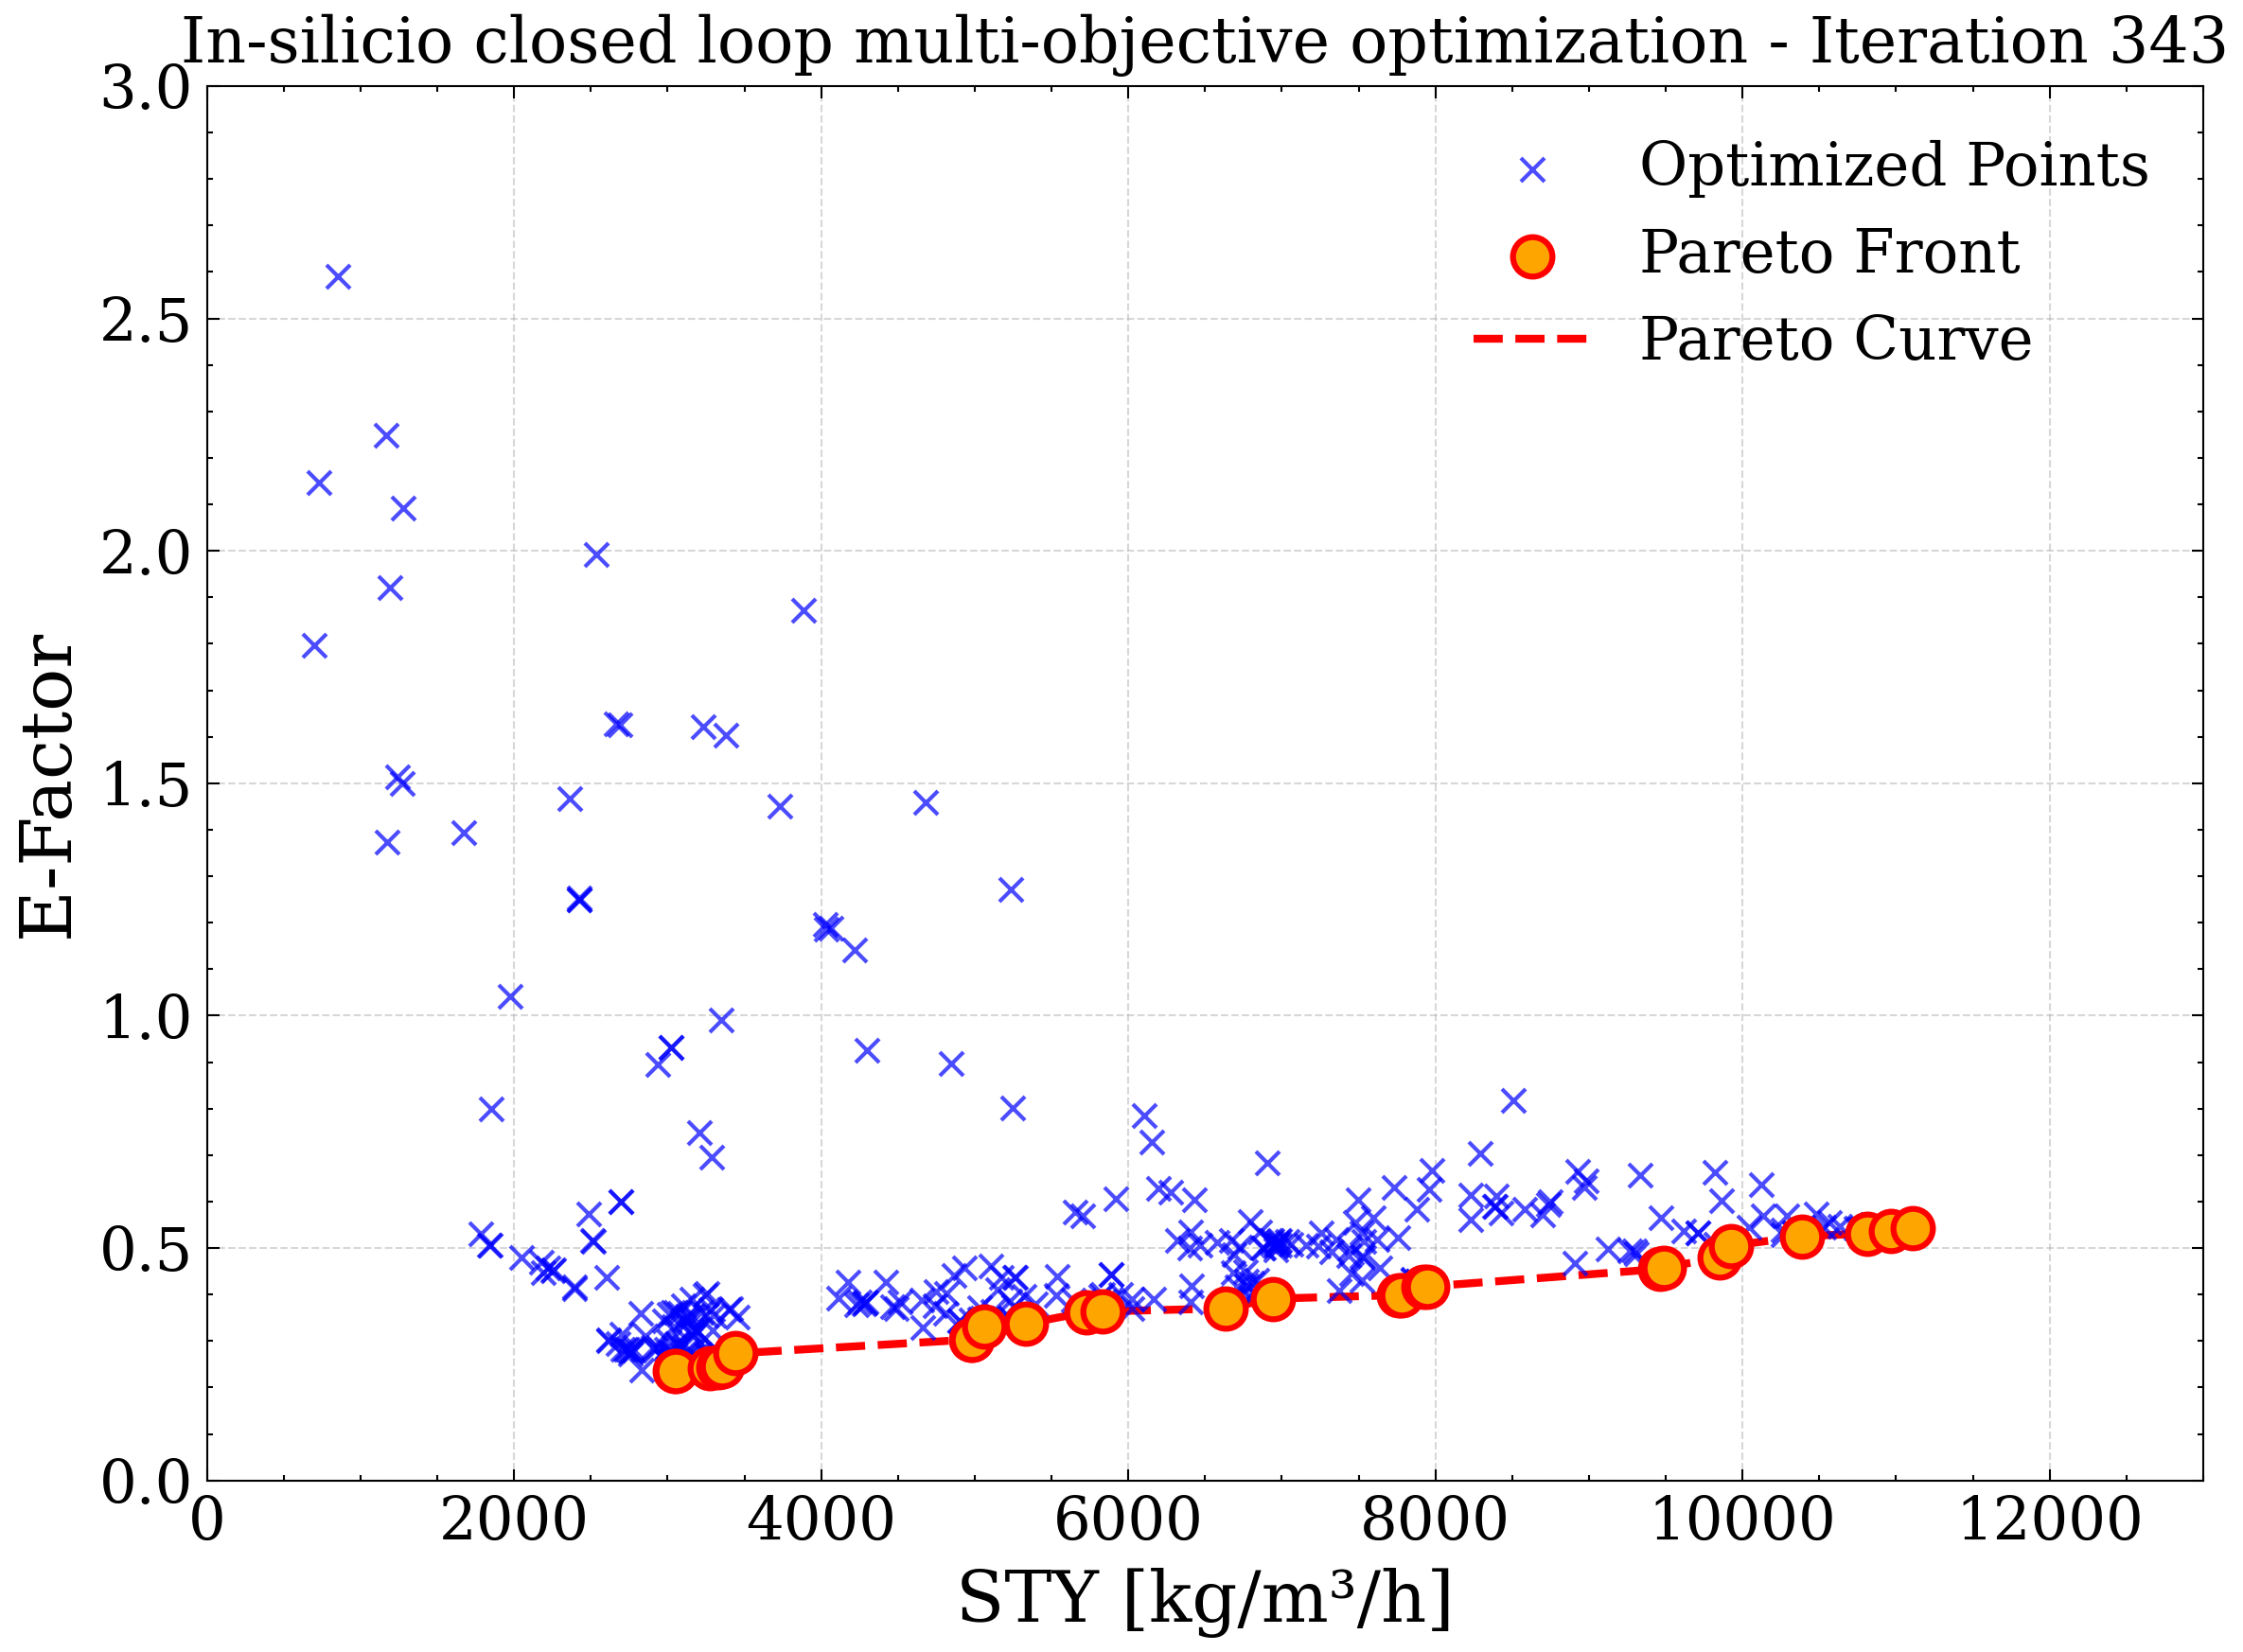 In-silicio closed loop multi-objective optimization - Iteration 343
3.0
2.5
2.0
1.5
1.0
0.5
0.0
E-Factor
Optimized Points
Pareto Front
Pareto Curve
0 2000 4000 6000 8000 10000 12000
STY [kg/m³/h]